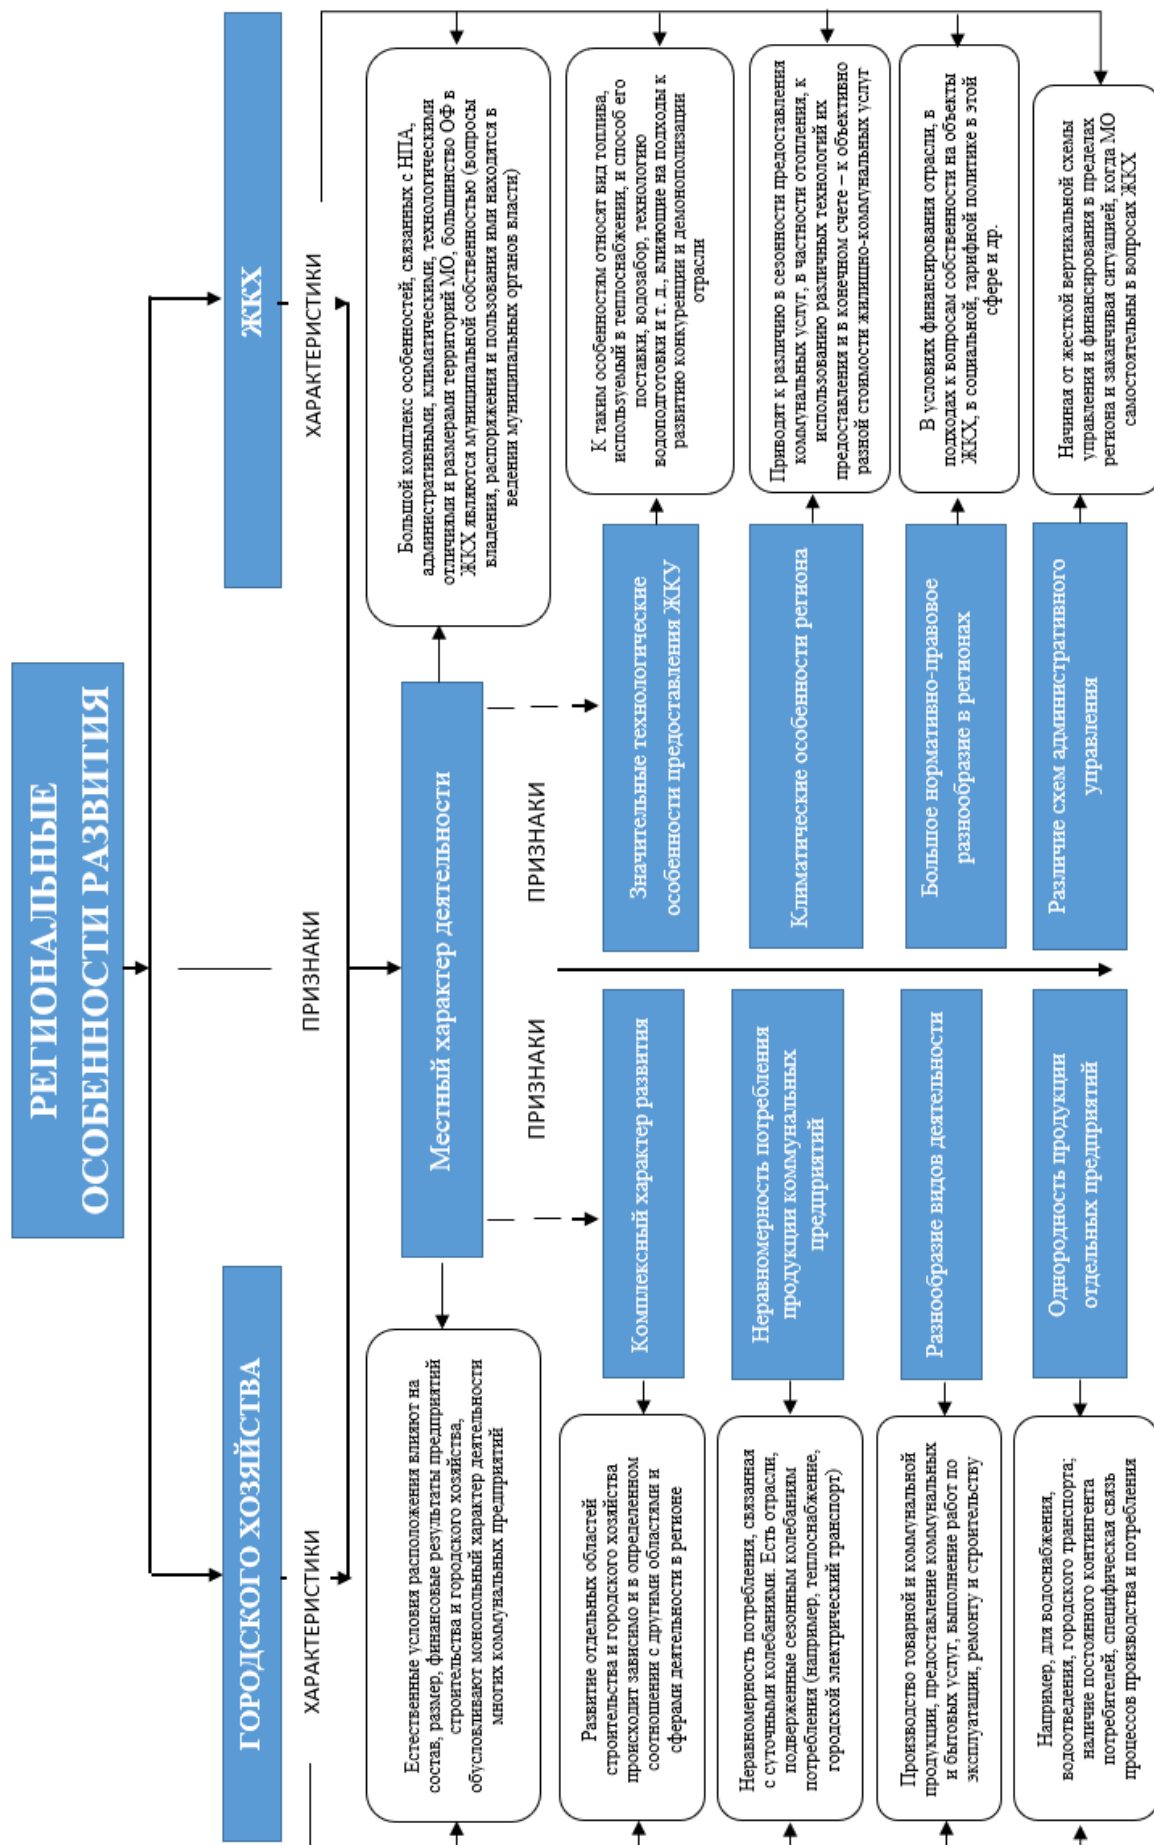 РЕГИОНАЛЬНЫЕ
ОСОБЕННОСТИ РАЗВИТИЯ
ГОРОДСКОГО ХОЗЯЙСТВА
ЖКХ
ХАРАКТЕРИСТИКИ
ПРИЗНАКИ
ХАРАКТЕРИСТИКИ
Естественные условия расположения влияют на
состав, размер, финансовые результаты предприятий
строительства и городского хозяйства,
обусловливают монопольный характер деятельности
многих коммунальных предприятий
Местный характер деятельности
Большой комплекс особенностей, связанных с НПА,
административными, климатическими, технологическими
отличиями и размерами территорий МО, большинство ОФ в
ЖКХ являются муниципальной собственностью (вопросы
владения, распоряжения и пользования ими находятся в
ведении муниципальных органов власти)
ПРИЗНАКИ
ПРИЗНАКИ
Развитие отдельных областей
строительства и городского хозяйства
происходит зависимо и в определенном
соотношении с другими областями и
сферами деятельности в регионе
Комплексный характер развития
Значительные технологические
особенности предоставления ЖКУ
К таким особенностям относят вид топлива,
используемый в теплоснабжении, и способ его
поставки, водозабор, технологию
водоподготовки и т. д., влияющие на подходы к
развитию конкуренции и демонополизации
отрасли
Неравномерность потребления, связанная
с суточными колебаниями. Есть отрасли,
подверженные сезонным колебаниям
потребления (например, теплоснабжение,
городской электрический транспорт)
Неравномерность потребления
продукции коммунальных
предприятий
Климатические особенности региона
Приводят к различию в сезонности предоставления
коммунальных услуг, в частности отопления, к
использованию различных технологий их
предоставления и в конечном счете – к объективно
разной стоимости жилищно-коммунальных услуг
Производство товарной и коммунальной
продукции, предоставление коммунальных
и бытовых услуг, выполнение работ по
эксплуатации, ремонту и строительству
Разнообразие видов деятельности
Большое нормативно-правовое
разнообразие в регионах
В условиях финансирования отрасли, в
подходах к вопросам собственности на объекты
ЖКХ, в социальной, тарифной политике в этой
сфере и др.
Например, для водоснабжения,
водоотведения, городского транспорта;
наличие постоянного контингента
потребителей, специфическая связь
процессов производства и потребления
Однородность продукции
отдельных предприятий
Различие схем административного
управления
Начиная от жесткой вертикальной схемы
управления и финансирования в пределах
региона и заканчивая ситуацией, когда МО
самостоятельны в вопросах ЖКХ